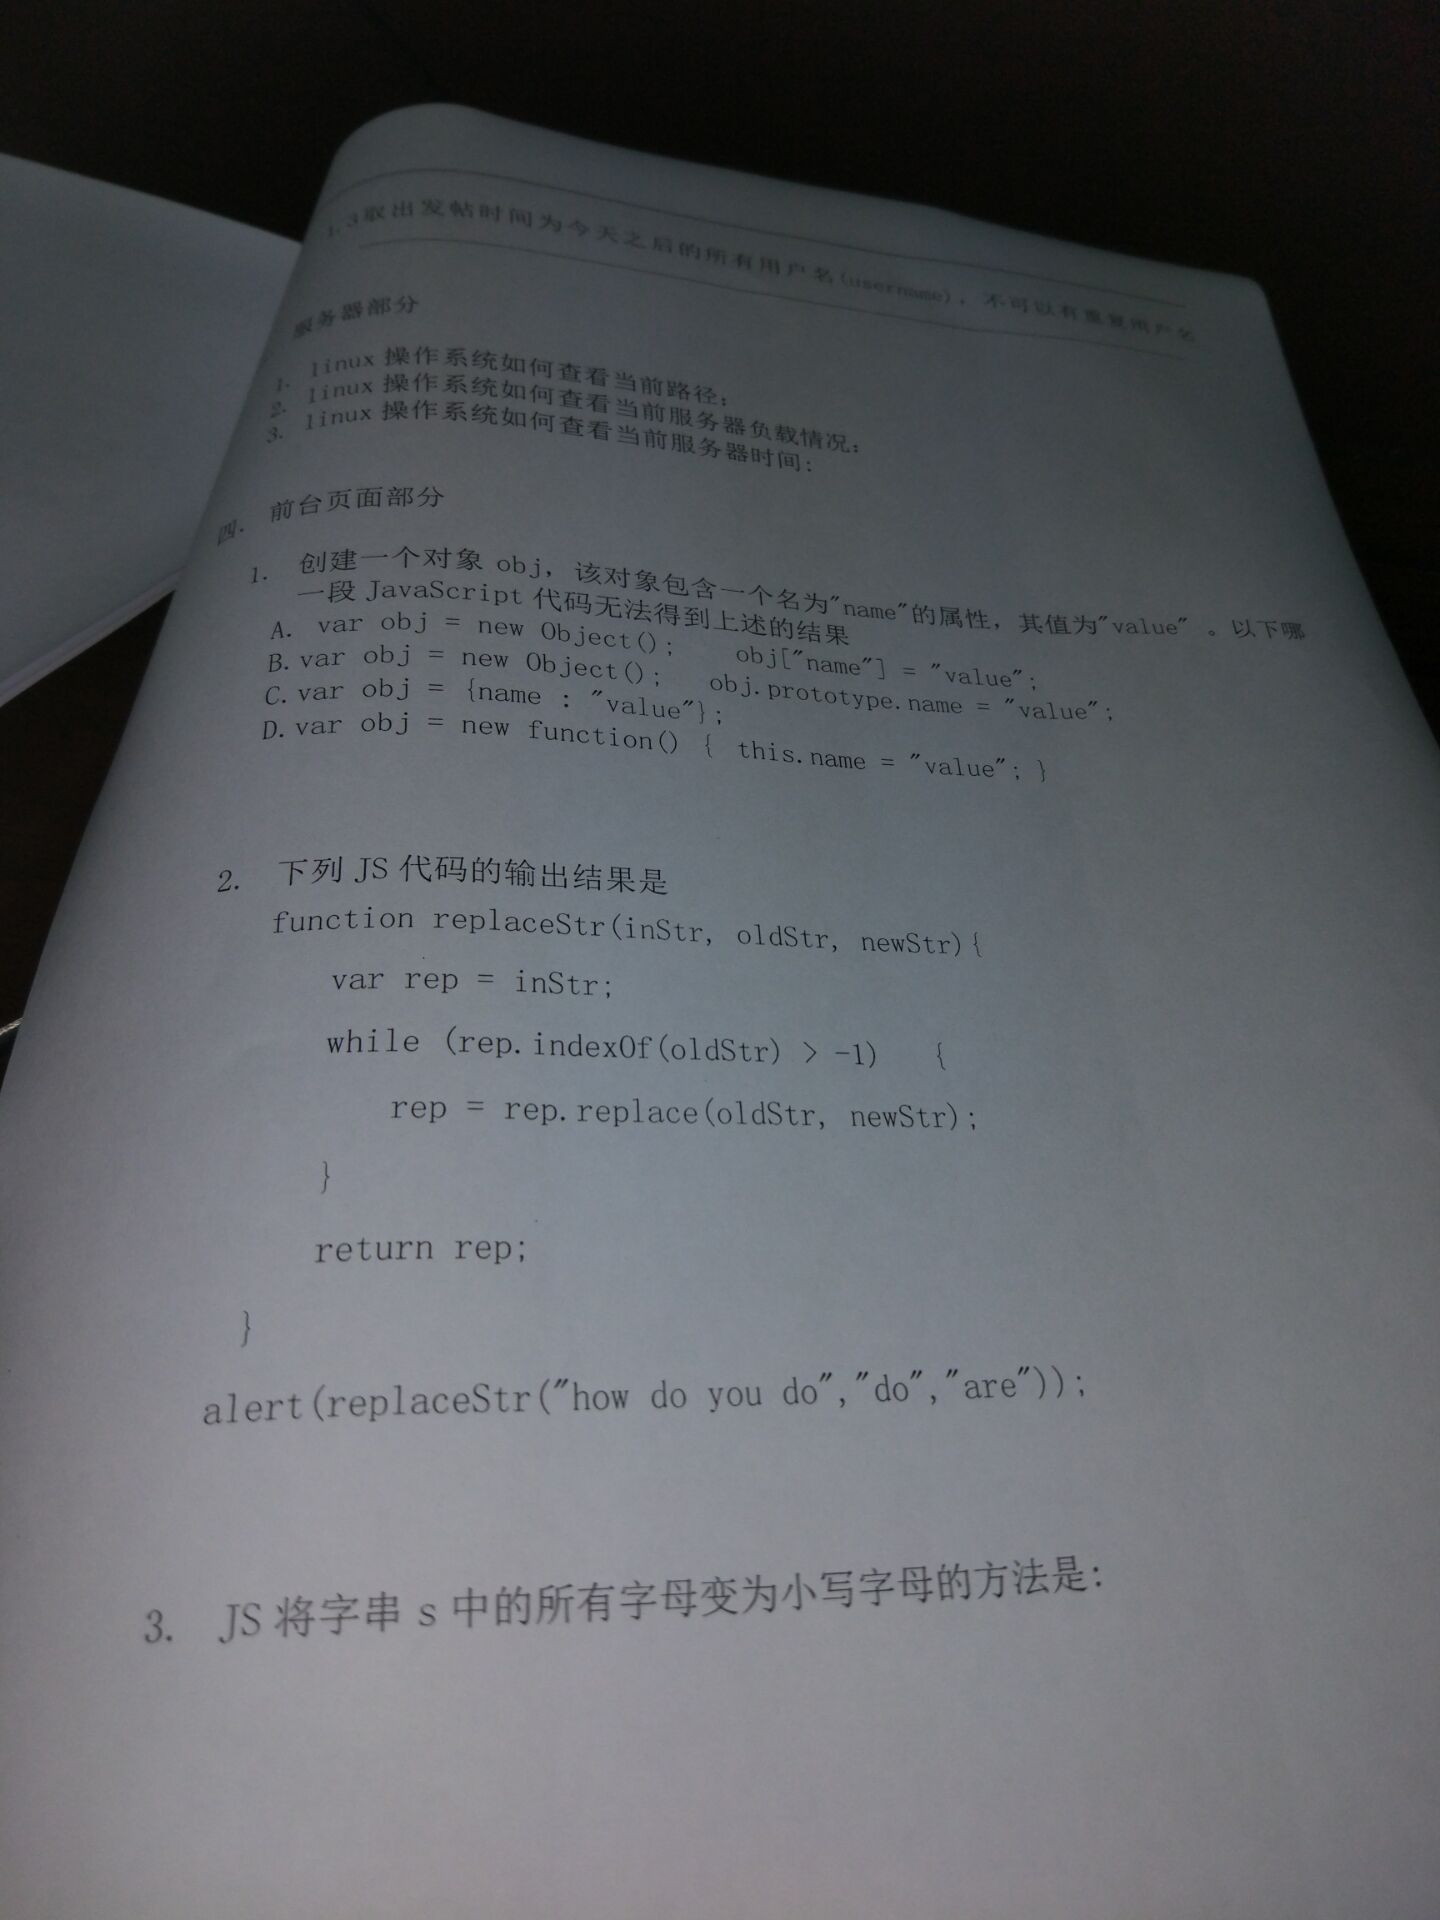 1.3取出发帖时间为今天之后的所有用户名(username)，不可以有重复用户名
服务器部分
1. linux 操作系统如何查看当前路径:
2. linux 操作系统如何查看当前服务器负载情况:
3. linux 操作系统如何查看当前服务器时间:
四. 前台页面部分
1. 创建一个对象 obj，该对象包含一个名为"name"的属性，其值为"value" 。以下哪
一段 JavaScript 代码无法得到上述的结果
A. var obj = new Object(); obj["name"] = "value";
B. var obj = new Object(); obj.prototype.name = "value";
C. var obj = {name : "value"};
D. var obj = new function() { this.name = "value"; }
2. 下列 JS 代码的输出结果是
function replaceStr(inStr, oldStr, newStr){
var rep = inStr;
while (rep.indexOf(oldStr) > -1) {
rep = rep.replace(oldStr, newStr);
}
return rep;
}
alert(replaceStr("how do you do","do","are"));
3. JS 将字串 s 中的所有字母变为小写字母的方法是: